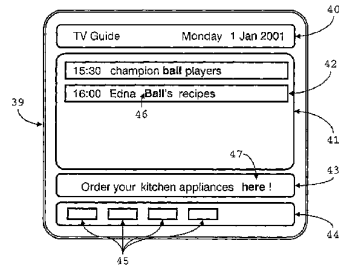 40
TV Guide Monday 1 Jan 2001
42
15:30 champion ball players
39
16:00 Edna Ball's recipes
46
41
47
43
Order your kitchen appliances here !
44
45